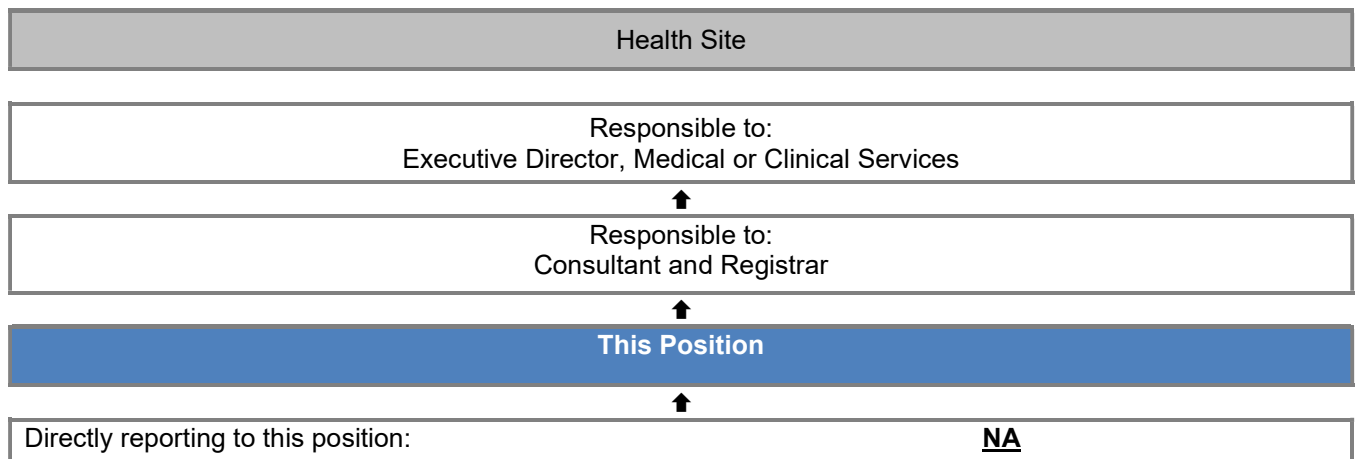 Health Site
Responsible to:
Executive Director, Medical or Clinical Services
Responsible to:
Consultant and Registrar
This Position
Directly reporting to this position: NA